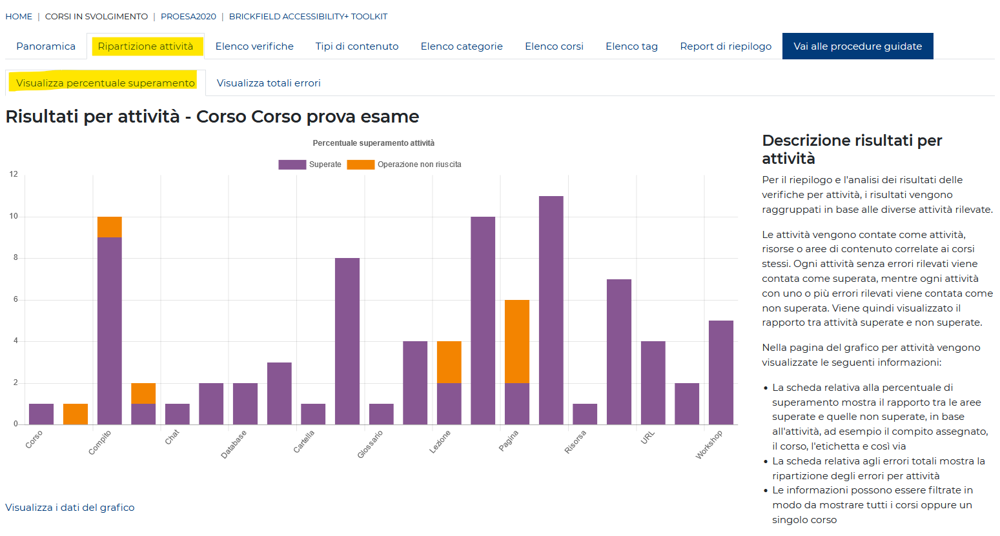 HOME | CORSI IN SVOLGIMENTO | PROESA2020 | BRICKFIELD ACCESSIBILITY+ TOOLKIT
Panoramica Ripartizione attività Elenco verifiche Tipi di contenuto Elenco categorie Elenco corsi Elenco tag Report di riepilogo Vai alle procedure guidate
Visualizza percentuale superamento Visualizza totali errori
Risultati per attività - Corso Corso prova esame
Percentuale superamento attività
Superate Operazione non riuscita
12
10
8
6
4
2
0
Corso Compito Chat Database Cartella Glossario Lezione Pagina Risorsa URL Workshop
Visualizza i dati del grafico
Descrizione risultati per
attività
Per il riepilogo e l'analisi dei risultati delle
verifiche per attività, i risultati vengono
raggruppati in base alle diverse attività rilevate.
Le attività vengono contate come attività,
risorse o aree di contenuto correlate ai corsi
stessi. Ogni attività senza errori rilevati viene
contata come superata, mentre ogni attività
con uno o più errori rilevati viene contata come
non superata. Viene quindi visualizzato il
rapporto tra attività superate e non superate.
Nella pagina del grafico per attività vengono
visualizzate le seguenti informazioni:
• La scheda relativa alla percentuale di
superamento mostra il rapporto tra le aree
superate e quelle non superate, in base
all'attività, ad esempio il compito assegnato,
il corso, l'etichetta e così via
• La scheda relativa agli errori totali mostra la
ripartizione degli errori per attività
• Le informazioni possono essere filtrate in
modo da mostrare tutti i corsi oppure un
singolo corso